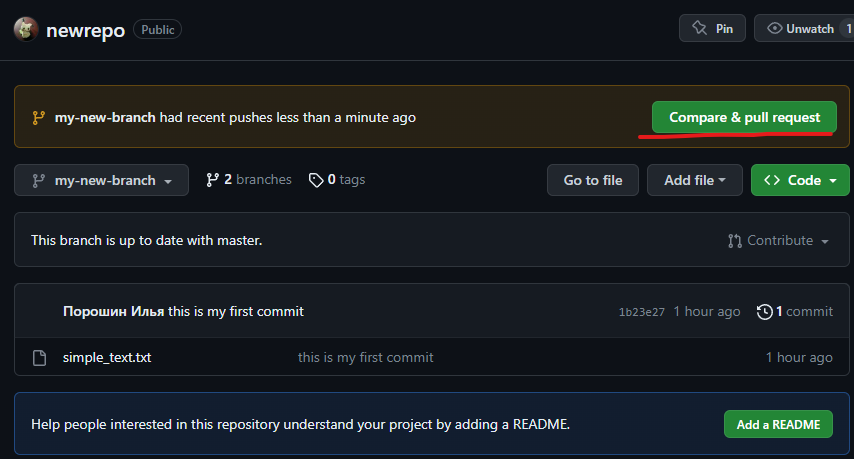 newrepo Public Pin Unwatch 1
my-new-branch had recent pushes less than a minute ago Compare & pull request
my-new-branch 2 branches 0 tags Go to file Add file Code
This branch is up to date with master. Contribute
Порошин Илья this is my first commit 1b23e27 1 hour ago 1 commit
simple_text.txt this is my first commit 1 hour ago
Help people interested in this repository understand your project by adding a README. Add a README